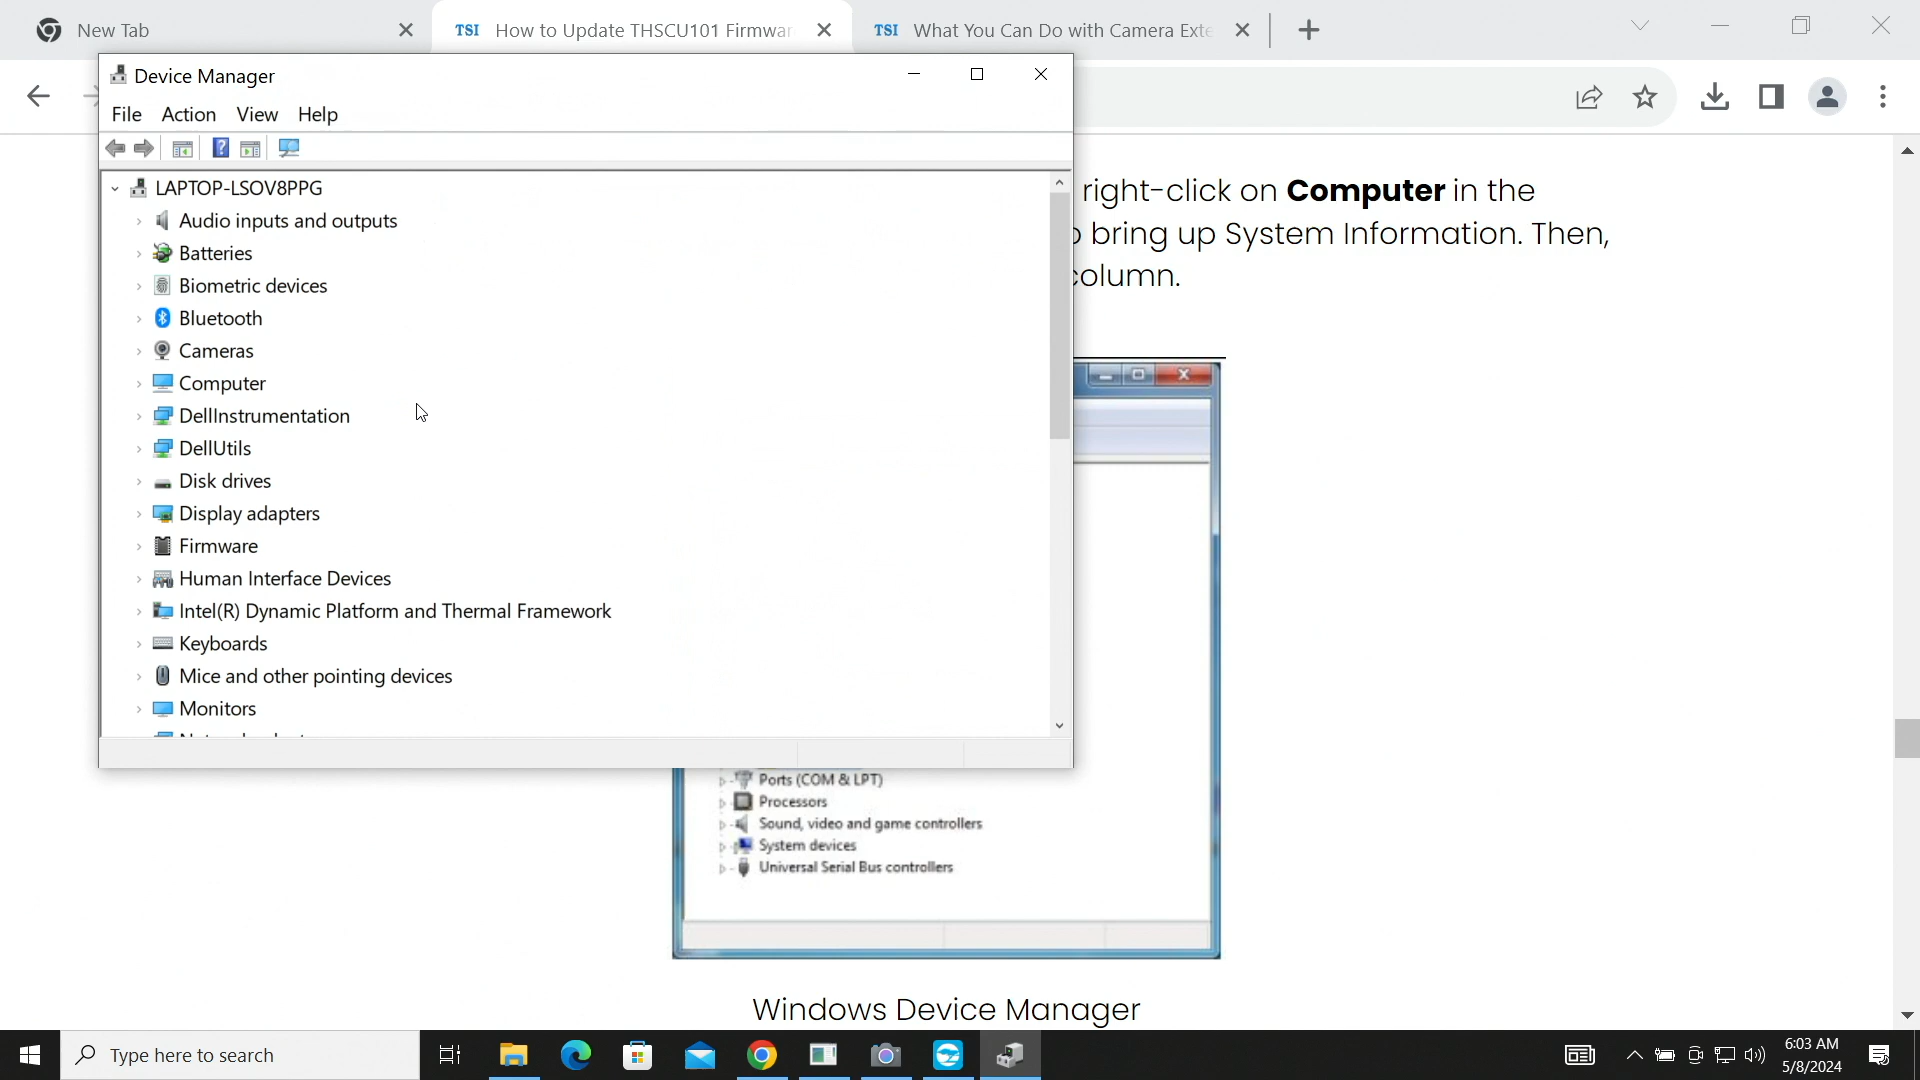 New Tab
TSI How to Update THSCU101 Firmwar
TSI What You Can Do with Camera Exte
Device Manager
File Action View Help
LAPTOP-LSOV8PPG
Audio inputs and outputs
Batteries
Biometric devices
Bluetooth
Cameras
Computer
DellInstrumentation
DellUtils
Disk drives
Display adapters
Firmware
Human Interface Devices
Intel(R) Dynamic Platform and Thermal Framework
Keyboards
Mice and other pointing devices
Monitors
right-click on Computer in the
bring up System Information. Then,
column.
Ports (COM & LPT)
Processors
Sound, video and game controllers
System devices
Universal Serial Bus controllers
Windows Device Manager
Type here to search
6:03 AM
5/8/2024